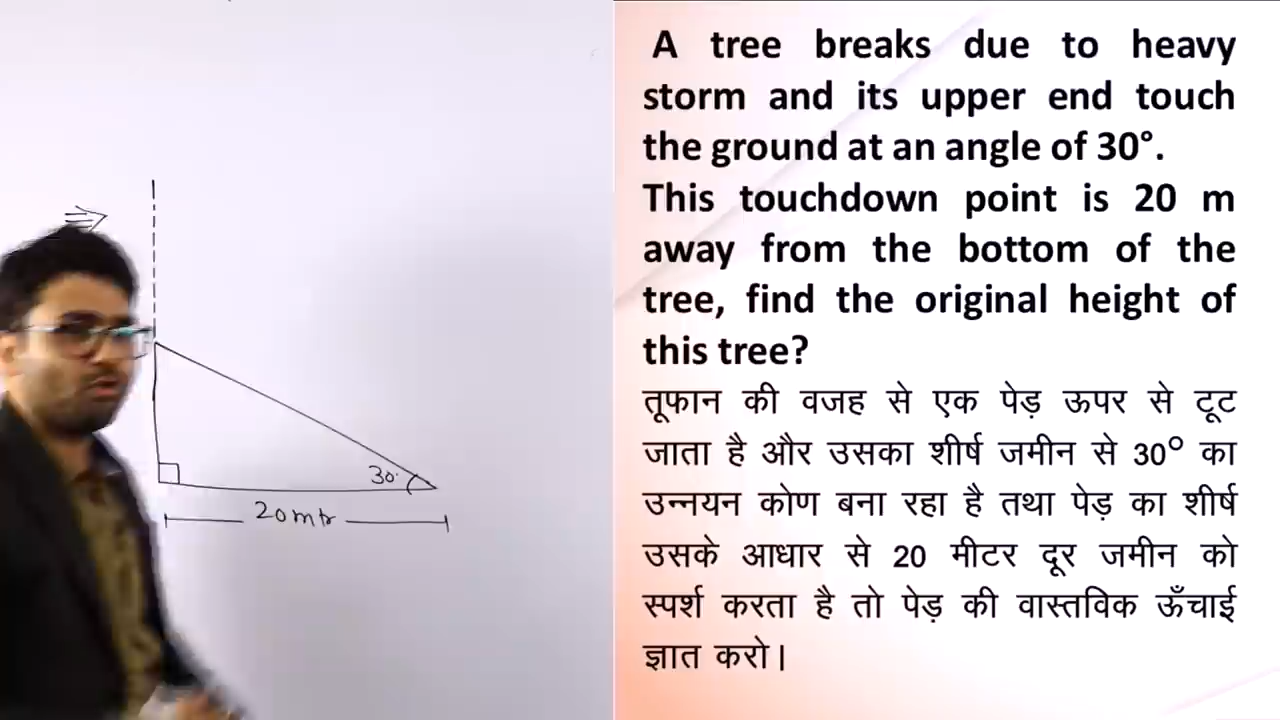 30°
20mtr
A tree breaks due to heavy
storm and its upper end touch
the ground at an angle of 30°.
This touchdown point is 20 m
away from the bottom of the
tree, find the original height of
this tree?
तूफान की वजह से एक पेड़ ऊपर से टूट
जाता है और उसका शीर्ष जमीन से 30° का
उन्नयन कोण बना रहा है तथा पेड़ का शीर्ष
उसके आधार से 20 मीटर दूर जमीन को
स्पर्श करता है तो पेड़ की वास्तविक ऊँचाई
ज्ञात करो।